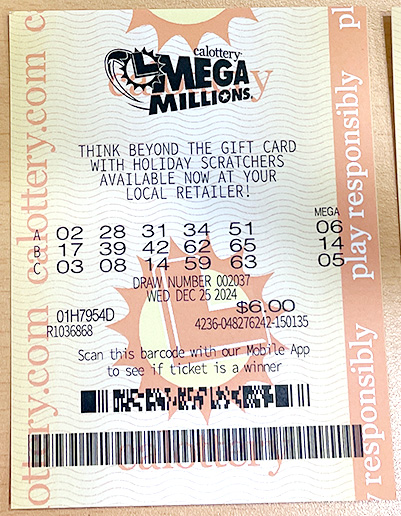 calottery
MEGA
MILLIONS
THINK BEYOND THE GIFT CARD
WITH HOLIDAY SCRATCHERS
AVAILABLE NOW AT YOUR
LOCAL RETAILER!
MEGA
A 02 28 31 34 51 06
B 17 39 42 62 65 14
C 03 08 14 59 63 05
DRAW NUMBER 002037
WED DEC 25 2024
01H7954D $6.00
R1036868 4236-048276242-150135
Scan this barcode with our Mobile App
to see if ticket is a winner
calottery
calottery.com
play responsibly
play responsibly